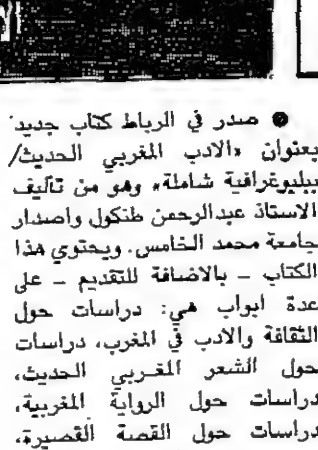 ● صدر في الرباط كتاب جديد
بعنوان «الادب المغربي الحديث/
ببليوغرافية شاملة» وهو من تأليف
الاستاذ عبدالرحمن طنكول واصدار
جامعة محمد الخامس. ويحتوي هذا
الكتاب - بالاضافة للتقديم - على
عدة ابواب هي: دراسات حول
الثقافة والادب في المغرب، دراسات
حول الشعر المغربي الحديث،
دراسات حول الرواية المغربية،
دراسات حول القصة القصيرة،